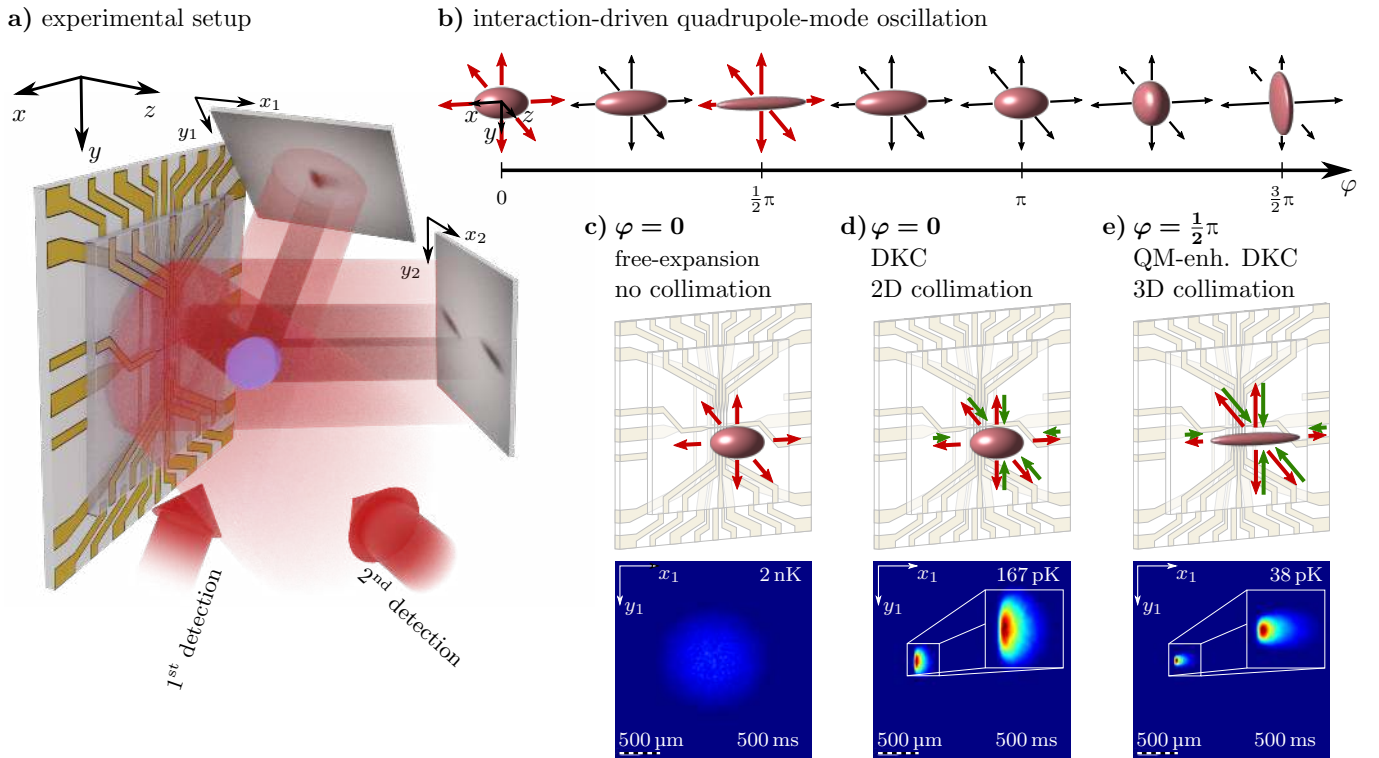 a) experimental setup
x
z
y
x₁
y₁
x₂
y₂
1ˢᵗ detection
2ⁿᵈ detection
b) interaction-driven quadrupole-mode oscillation
x
z
y
0
½π
π
3/2π
φ
c) φ = 0
free-expansion
no collimation
x₁
2 nK
y₁
500 µm
500 ms
d) φ = 0
DKC
2D collimation
x₁
167 pK
y₁
500 µm
500 ms
e) φ = ½π
QM-enh. DKC
3D collimation
x₁
38 pK
y₁
500 µm
500 ms